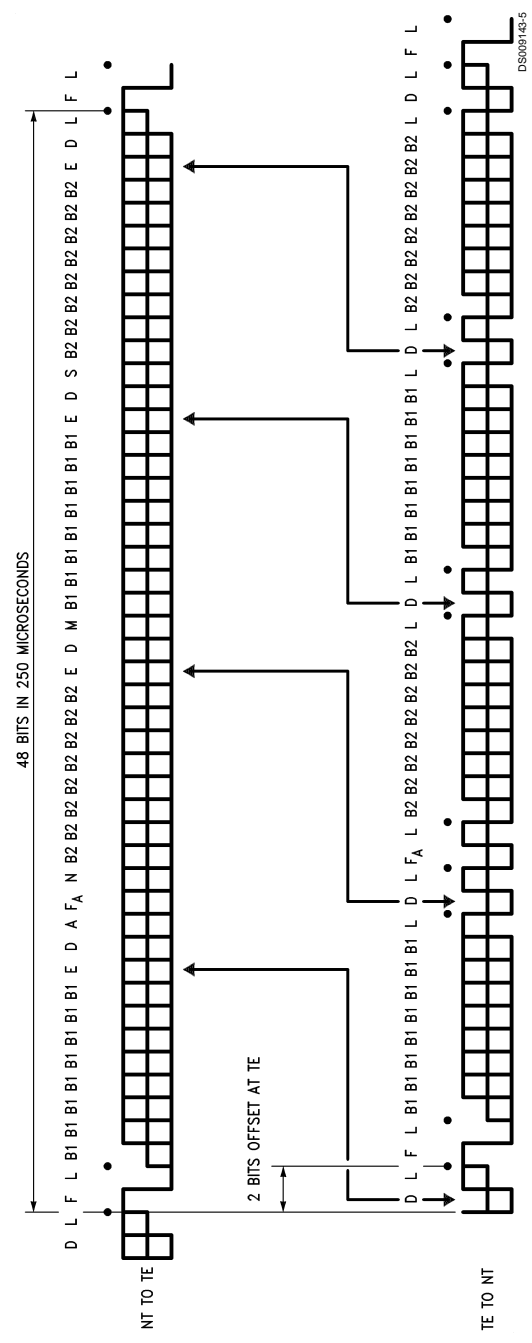 48 BITS IN 250 MICROSECONDS
D L F L B1 B1 B1 B1 B1 B1 B1 B1 E D A FA N B2 B2 B2 B2 B2 B2 B2 B2 E D M B1 B1 B1 B1 B1 B1 B1 B1 E D S B2 B2 B2 B2 B2 B2 B2 B2 E D L F L
NT TO TE
2 BITS OFFSET AT TE
D L F L B1 B1 B1 B1 B1 B1 B1 B1 L D L FA L B2 B2 B2 B2 B2 B2 B2 B2 L D L B1 B1 B1 B1 B1 B1 B1 B1 L D L B2 B2 B2 B2 B2 B2 B2 B2 L D L F L
TE TO NT
DS009143-5